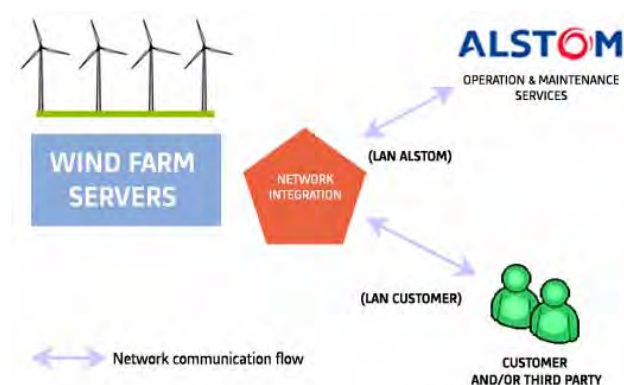 ALSTOM
OPERATION & MAINTENANCE
SERVICES
WIND FARM
SERVERS
NETWORK
INTEGRATION
(LAN ALSTOM)
(LAN CUSTOMER)
Network communication flow
CUSTOMER
AND/OR THIRD PARTY